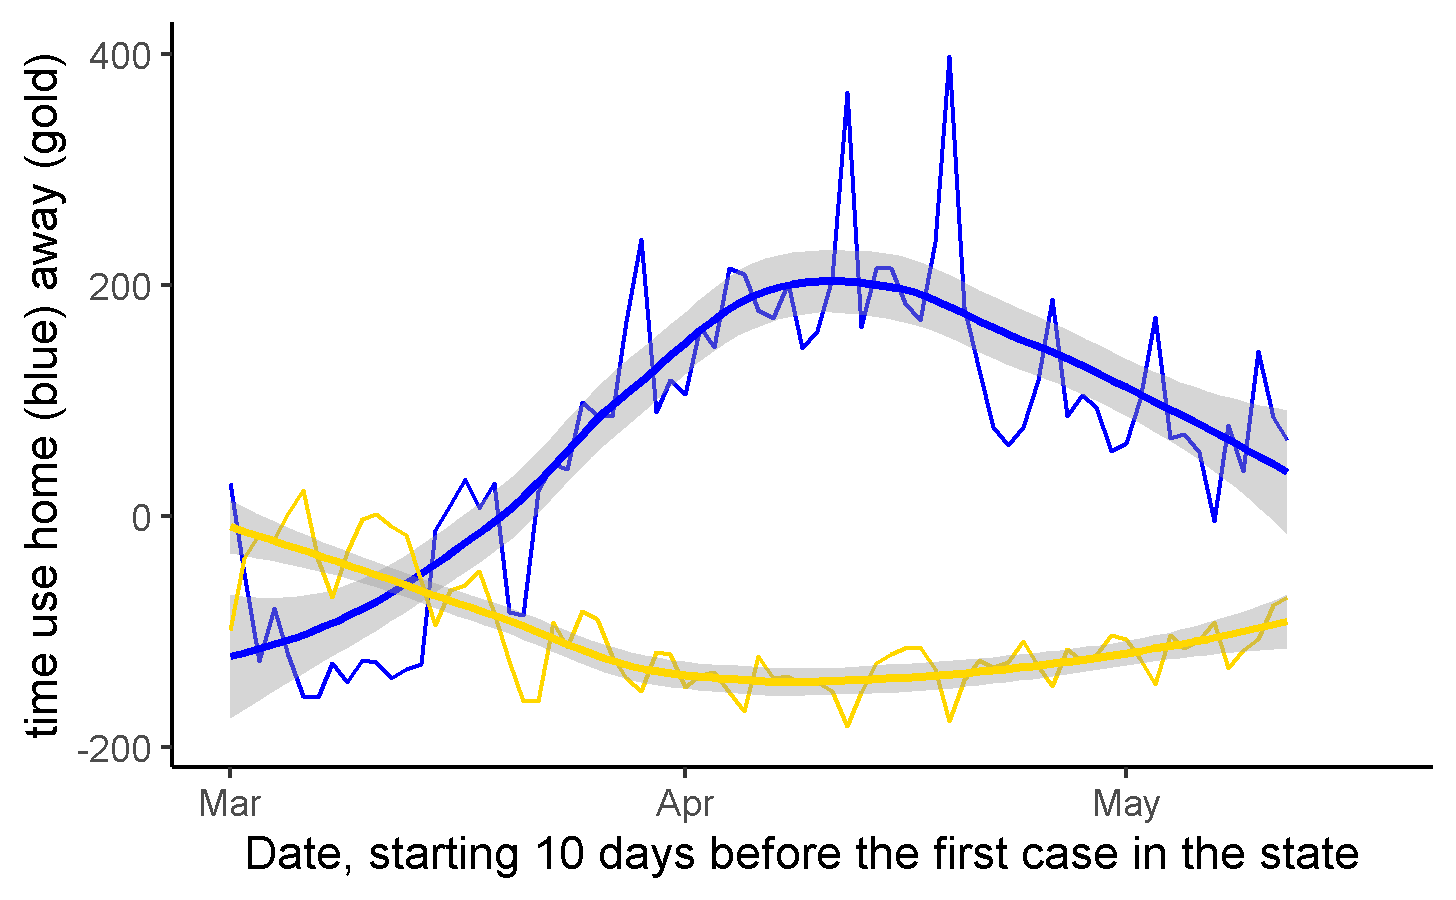 time use home (blue) away (gold)
400
200
0
-200
Mar
Apr
May
Date, starting 10 days before the first case in the state